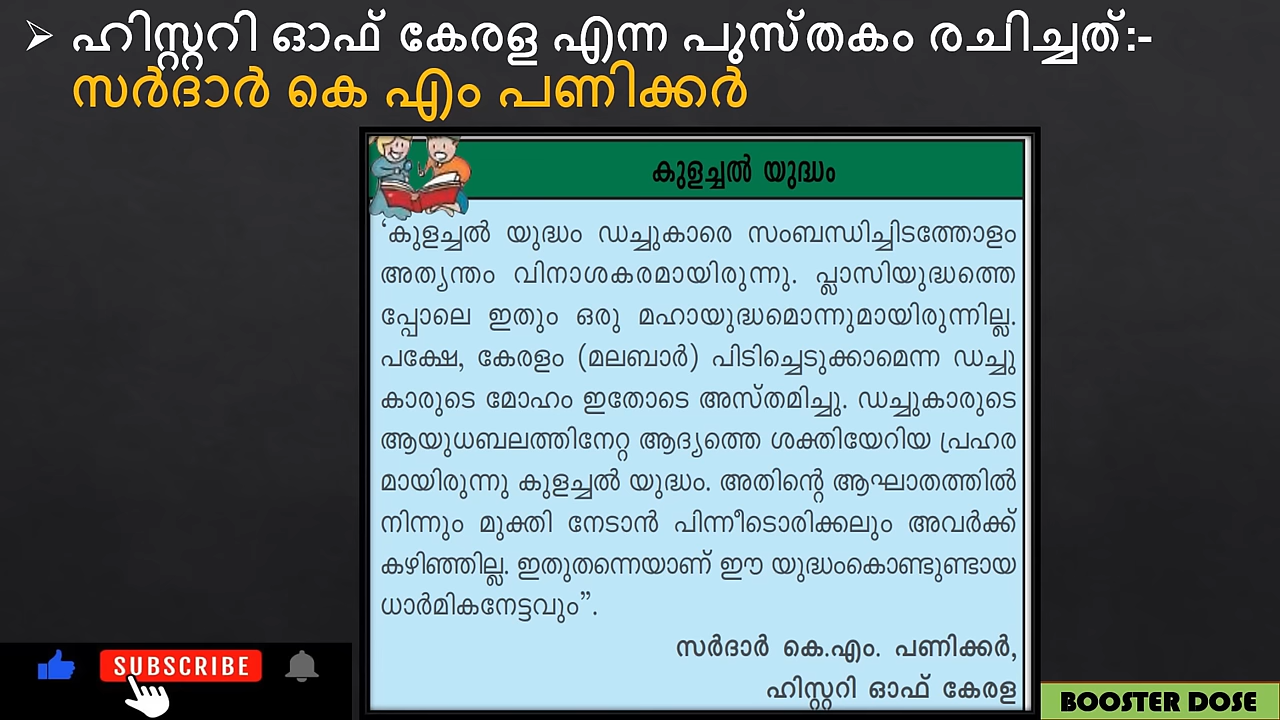 ഹിസ്റ്ററി ഓഫ് കേരള എന്ന പുസ്തകം രചിച്ചത്:-
സർദാർ കെ എം പണിക്കർ
കുളച്ചൽ യുദ്ധം
‘കുളച്ചൽ യുദ്ധം ഡച്ചുകാരെ സംബന്ധിച്ചിടത്തോളം
അത്യന്തം വിനാശകരമായിരുന്നു. പ്ലാസിയുദ്ധത്തെ
പ്പോലെ ഇതും ഒരു മഹായുദ്ധമൊന്നുമായിരുന്നില്ല.
പക്ഷേ, കേരളം (മലബാർ) പിടിച്ചെടുക്കാമെന്ന ഡച്ചു
കാരുടെ മോഹം ഇതോടെ അസ്തമിച്ചു. ഡച്ചുകാരുടെ
ആയുധബലത്തിനേറ്റ ആദ്യത്തെ ശക്തിയേറിയ പ്രഹര
മായിരുന്നു കുളച്ചൽ യുദ്ധം. അതിന്റെ ആഘാതത്തിൽ
നിന്നും മുക്തി നേടാൻ പിന്നീടൊരിക്കലും അവർക്ക്
കഴിഞ്ഞില്ല. ഇതുതന്നെയാണ് ഈ യുദ്ധംകൊണ്ടുണ്ടായ
ധാർമികനേട്ടവും”.
സർദാർ കെ.എം. പണിക്കർ,
ഹിസ്റ്ററി ഓഫ് കേരള
SUBSCRIBE
BOOSTER DOSE